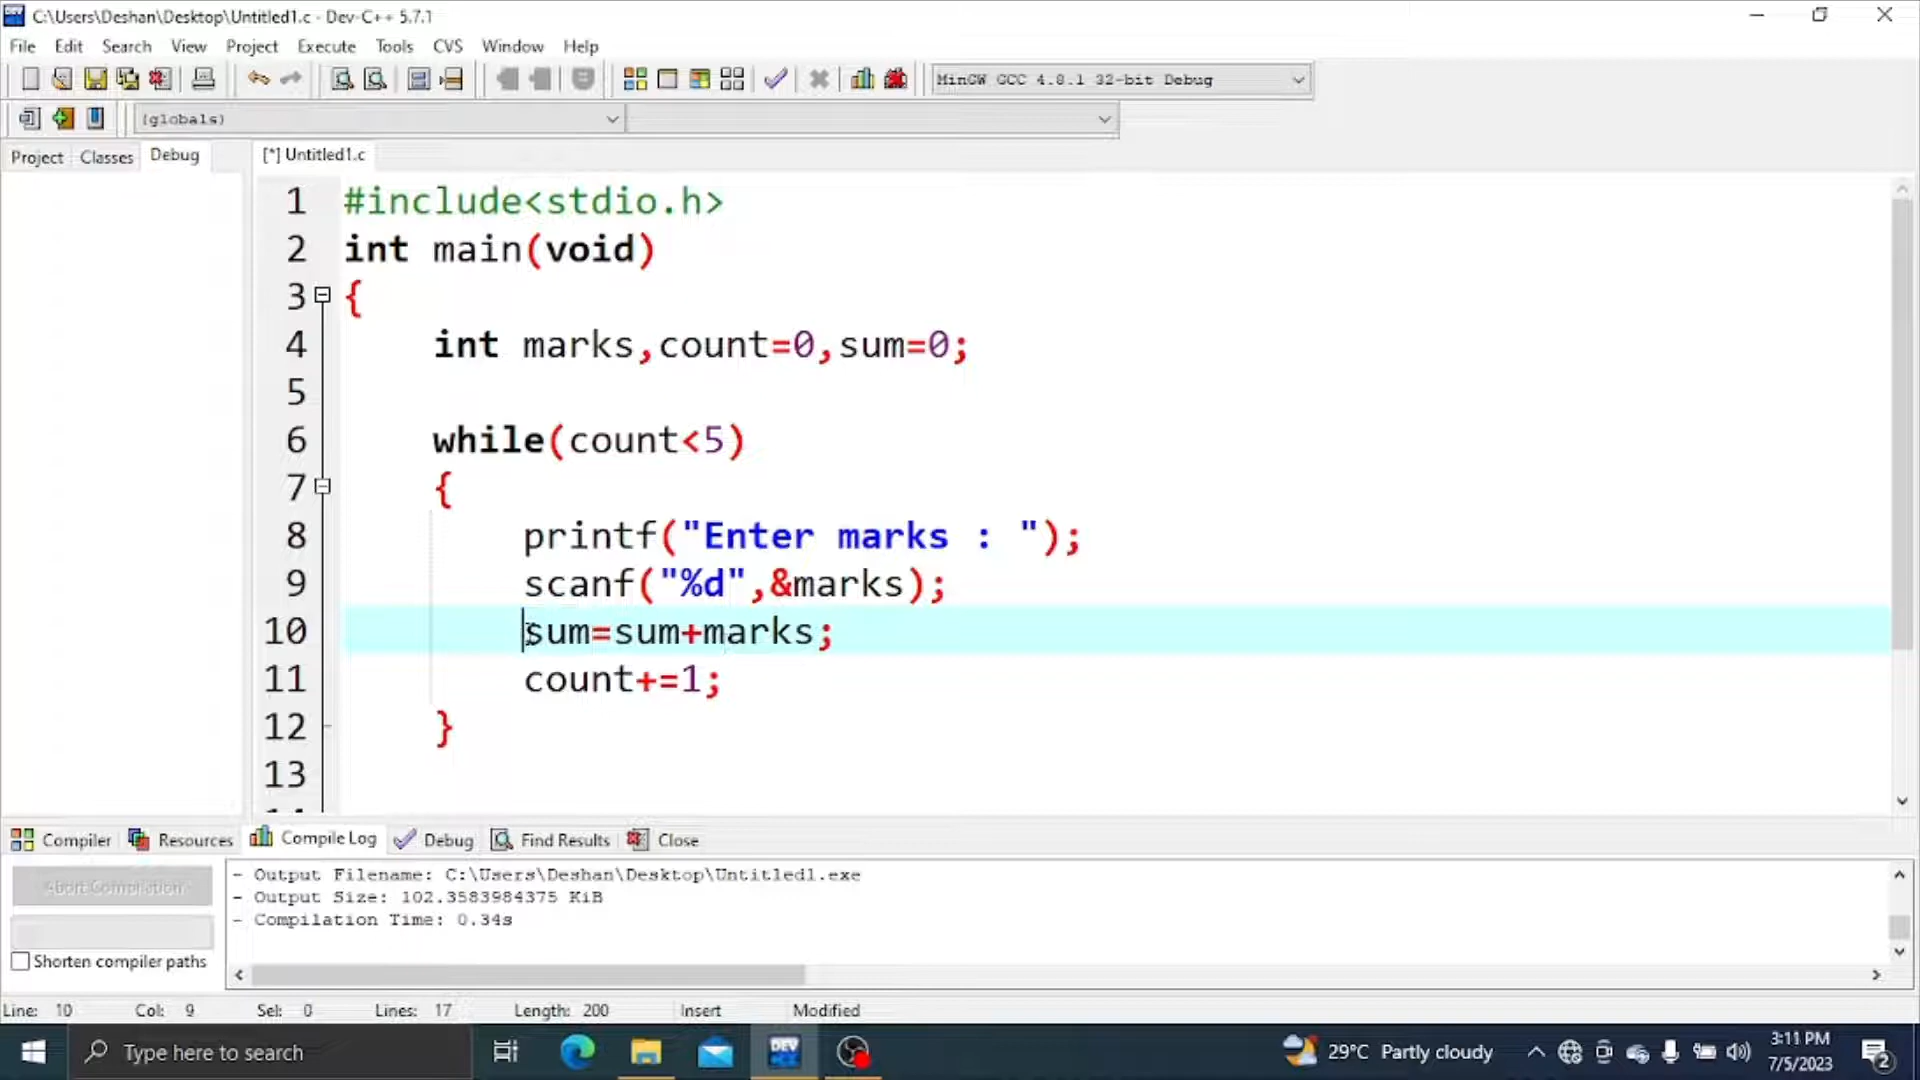 C:\Users\Deshan\Desktop\Untitled1.c - Dev-C++ 5.7.1
File Edit Search View Project Execute Tools CVS Window Help
MinGW GCC 4.8.1 32-bit Debug
(globals)
Project Classes Debug
[*] Untitled1.c
1 #include<stdio.h>
2 int main(void)
3 {
4 int marks,count=0,sum=0;
5
6 while(count<5)
7 {
8 printf("Enter marks : ");
9 scanf("%d",&marks);
10 sum=sum+marks;
11 count+=1;
12 }
13
Compiler Resources Compile Log Debug Find Results Close
Abort Compilation
- Output Filename: C:\Users\Deshan\Desktop\Untitled1.exe
- Output Size: 102.3583984375 KiB
- Compilation Time: 0.34s
Shorten compiler paths
Line: 10 Col: 9 Sel: 0 Lines: 17 Length: 200 Insert Modified
Type here to search
DEV
29°C Partly cloudy
3:11 PM
7/5/2023
2